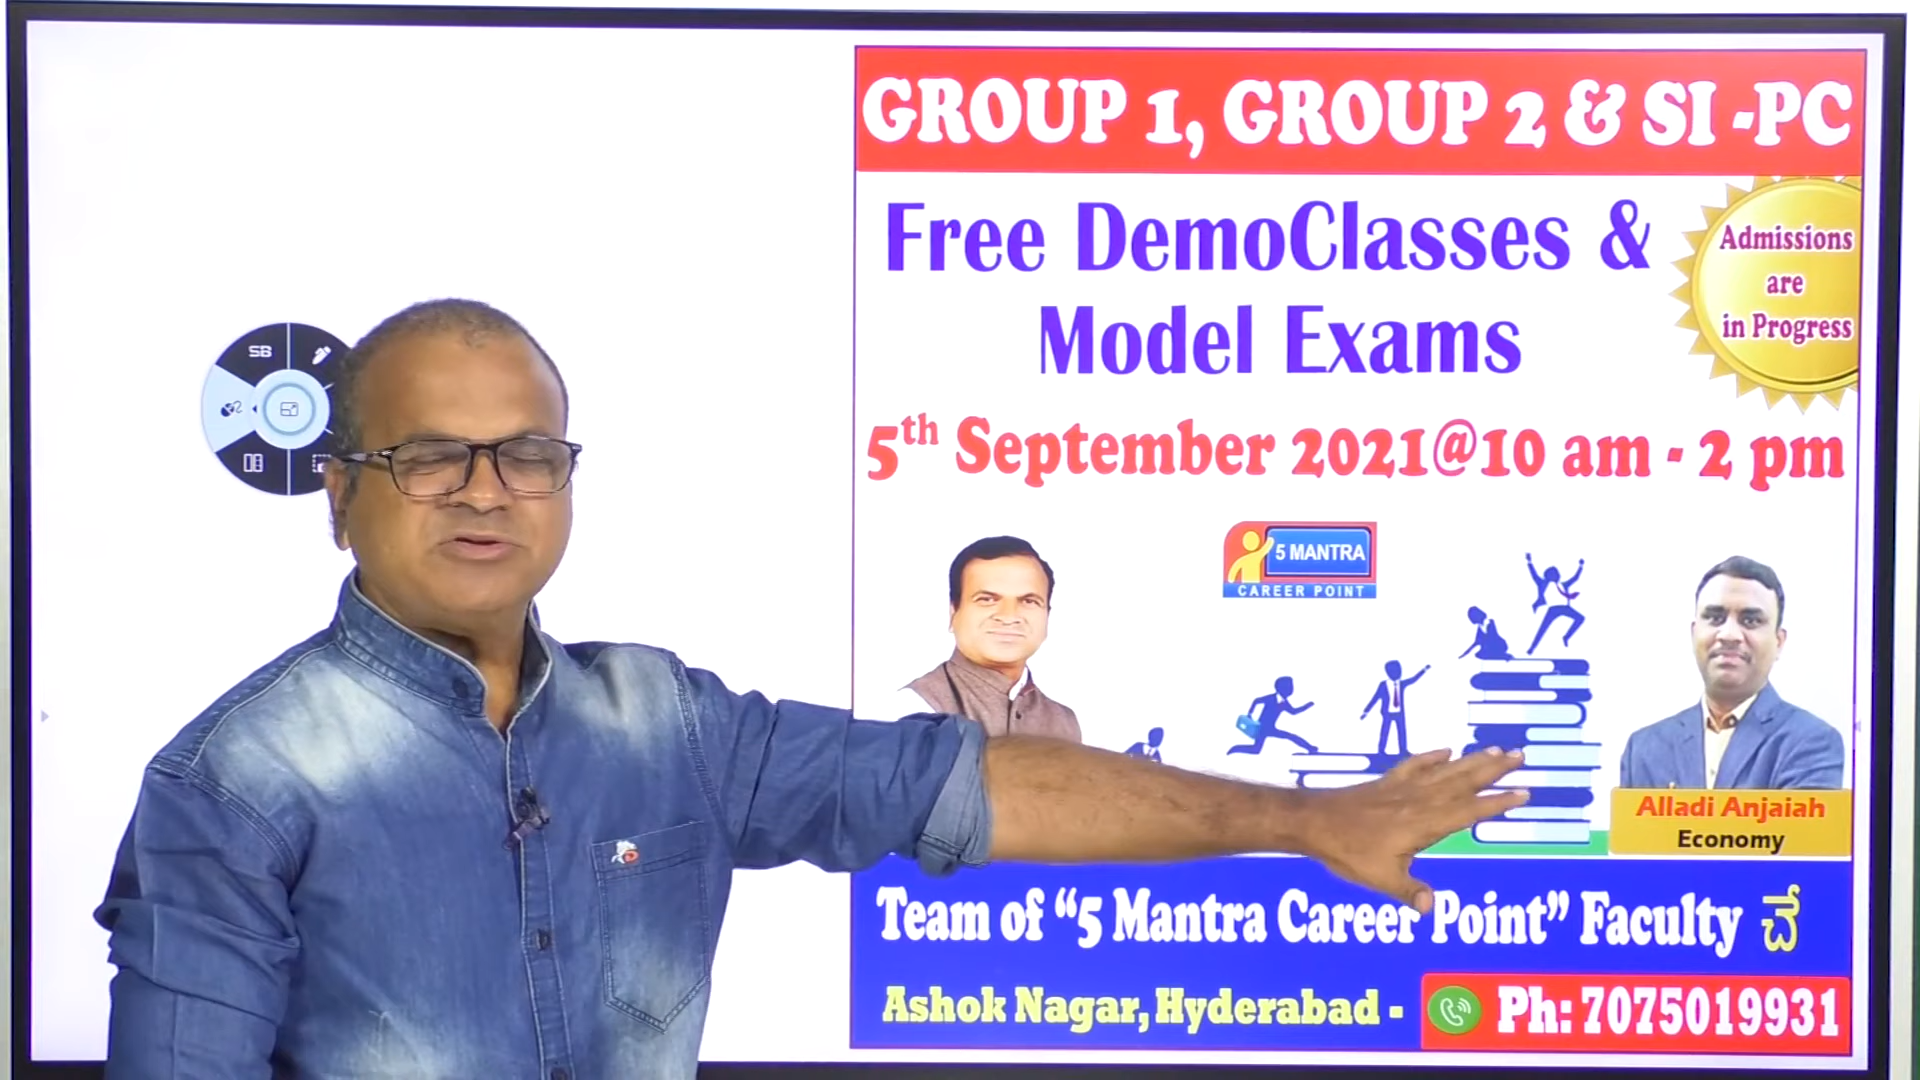 GROUP 1, GROUP 2 & SI -PC
Free DemoClasses &
Model Exams
Admissions
are
in Progress
5th September 2021@10 am - 2 pm
5 MANTRA
CAREER POINT
Alladi Anjaiah
Economy
Team of “5 Mantra Career Point” Faculty చే
Ashok Nagar, Hyderabad -
Ph: 7075019931
SB